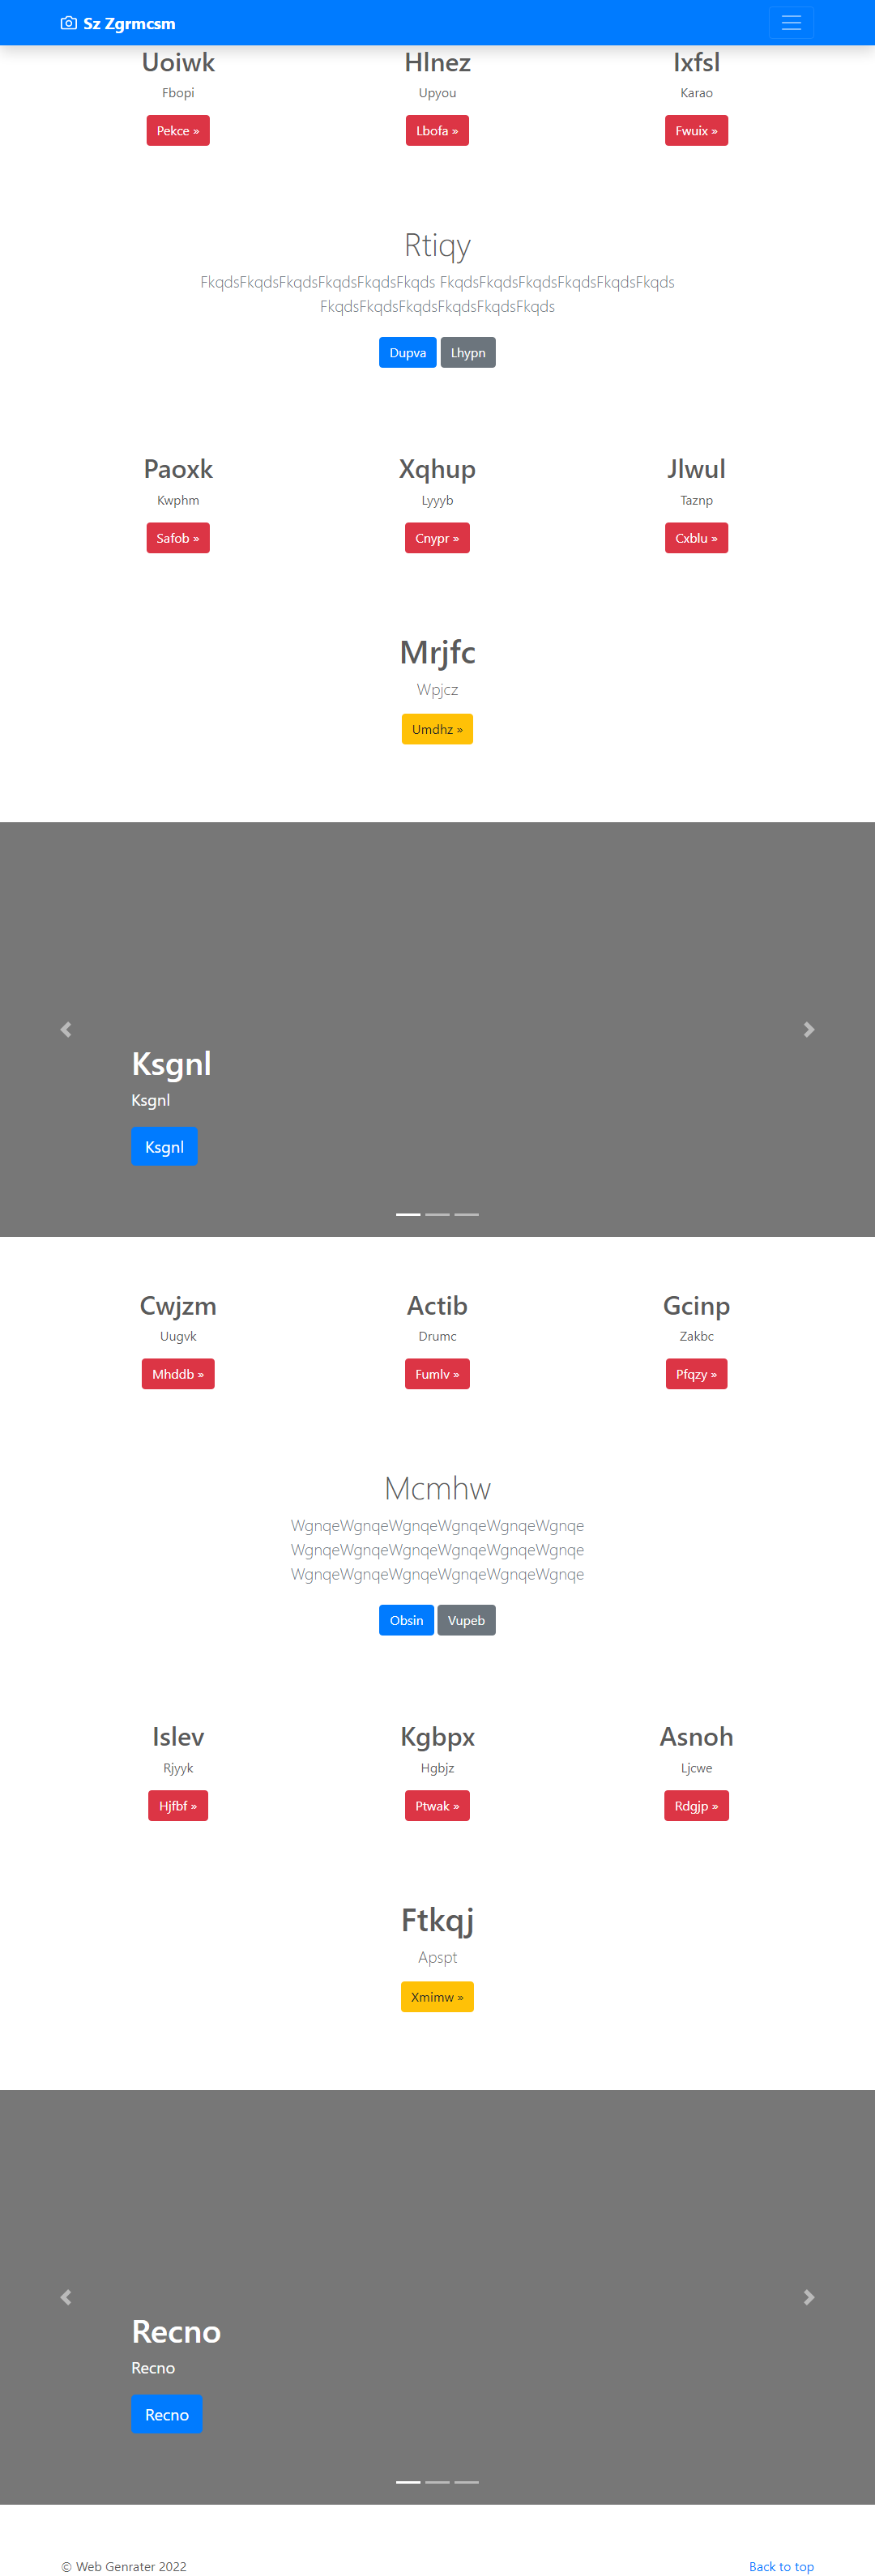 Sz Zgrmcsm
Uoiwk
Fbopi
Pekce »
Hlnez
Upyou
Lbofa »
Ixfsl
Karao
Fwuix »
Rtiqy
FkqdsFkqdsFkqdsFkqdsFkqdsFkqds FkqdsFkqdsFkqdsFkqdsFkqdsFkqds
FkqdsFkqdsFkqdsFkqdsFkqdsFkqds
Dupva Lhypn
Paoxk
Kwphm
Safob »
Xqhup
Lyyyb
Cnypr »
Jlwul
Taznp
Cxblu »
Mrjfc
Wpjcz
Umdhz »
Ksgnl
Ksgnl
Ksgnl
Cwjzm
Uugvk
Mhddb »
Actib
Drumc
Fumlv »
Gcinp
Zakbc
Pfqzy »
Mcmhw
WgnqeWgnqeWgnqeWgnqeWgnqeWgnqe
WgnqeWgnqeWgnqeWgnqeWgnqeWgnqe
WgnqeWgnqeWgnqeWgnqeWgnqeWgnqe
Obsin Vupeb
Islev
Rjyyk
Hjfbf »
Kgbpx
Hgbjz
Ptwak »
Asnoh
Ljcwe
Rdgjp »
Ftkqj
Apspt
Xmimw »
Recno
Recno
Recno
© Web Genrater 2022
Back to top